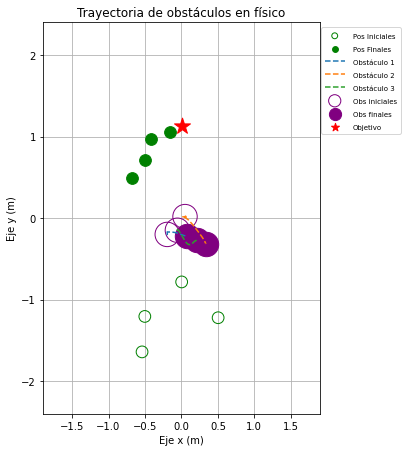 Trayectoria de obstáculos en físico
Pos Iniciales
Pos Finales
Obstáculo 1
Obstáculo 2
Obstáculo 3
Obs iniciales
Obs finales
Objetivo
Eje y (m)
2
1
0
−1
−2
−1.5
−1.0
−0.5
0.0
0.5
1.0
1.5
Eje x (m)